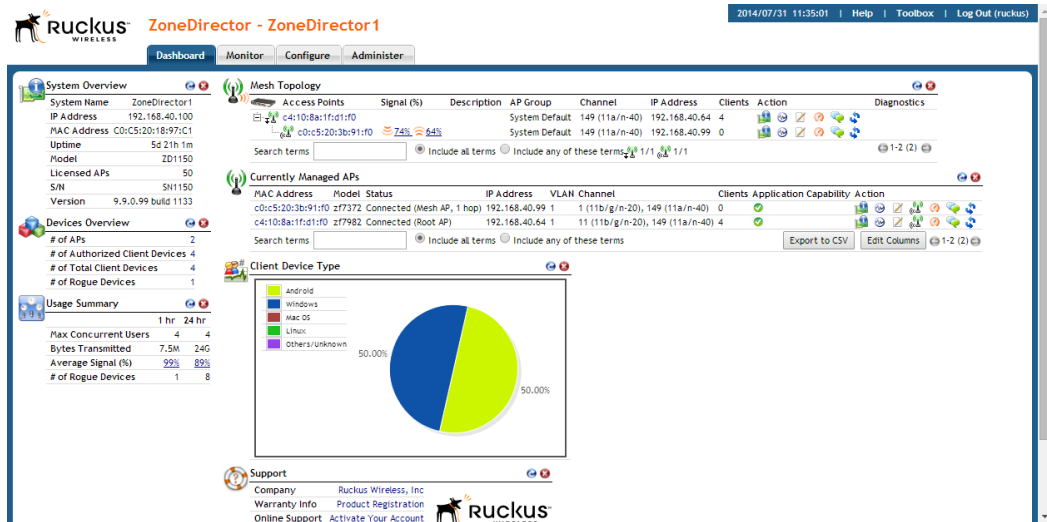 2014/07/31 11:35:01 | Help | Toolbox | Log Out (ruckus)
Ruckus WIRELESS ZoneDirector - ZoneDirector1
Dashboard Monitor Configure Administer
System Overview
System Name ZoneDirector1
IP Address 192.168.40.100
MAC Address C0:C5:20:18:97:C1
Uptime 5d 21h 1m
Model ZD1150
Licensed APs 50
S/N SN1150
Version 9.9.0.99 build 1133
Devices Overview
# of APs 2
# of Authorized Client Devices 4
# of Total Client Devices 4
# of Rogue Devices 1
Usage Summary
1 hr 24 hr
Max Concurrent Users 4 4
Bytes Transmitted 7.5M 24G
Average Signal (%) 99% 89%
# of Rogue Devices 1 8
Mesh Topology
Access Points Signal (%) Description AP Group Channel IP Address Clients Action Diagnostics
c4:10:8a:1f:d1:f0 System Default 149 (11a/n-40) 192.168.40.64 4
c0:c5:20:3b:91:f0 74% 64% System Default 149 (11a/n-40) 192.168.40.99 0
Search terms Include all terms Include any of these terms 1/1 1/1 1-2 (2)
Currently Managed APs
MAC Address Model Status IP Address VLAN Channel Clients Application Capability Action
c0:c5:20:3b:91:f0 zf7372 Connected (Mesh AP, 1 hop) 192.168.40.99 1 1 (11b/g/n-20), 149 (11a/n-40) 0
c4:10:8a:1f:d1:f0 zf7982 Connected (Root AP) 192.168.40.64 1 11 (11b/g/n-20), 149 (11a/n-40) 4
Search terms Include all terms Include any of these terms Export to CSV Edit Columns 1-2 (2)
Client Device Type
Android
Windows
Mac OS
Linux
Others/Unknown
50.00%
50.00%
Support
Company Ruckus Wireless, Inc
Warranty Info Product Registration
Online Support Activate Your Account
Ruckus